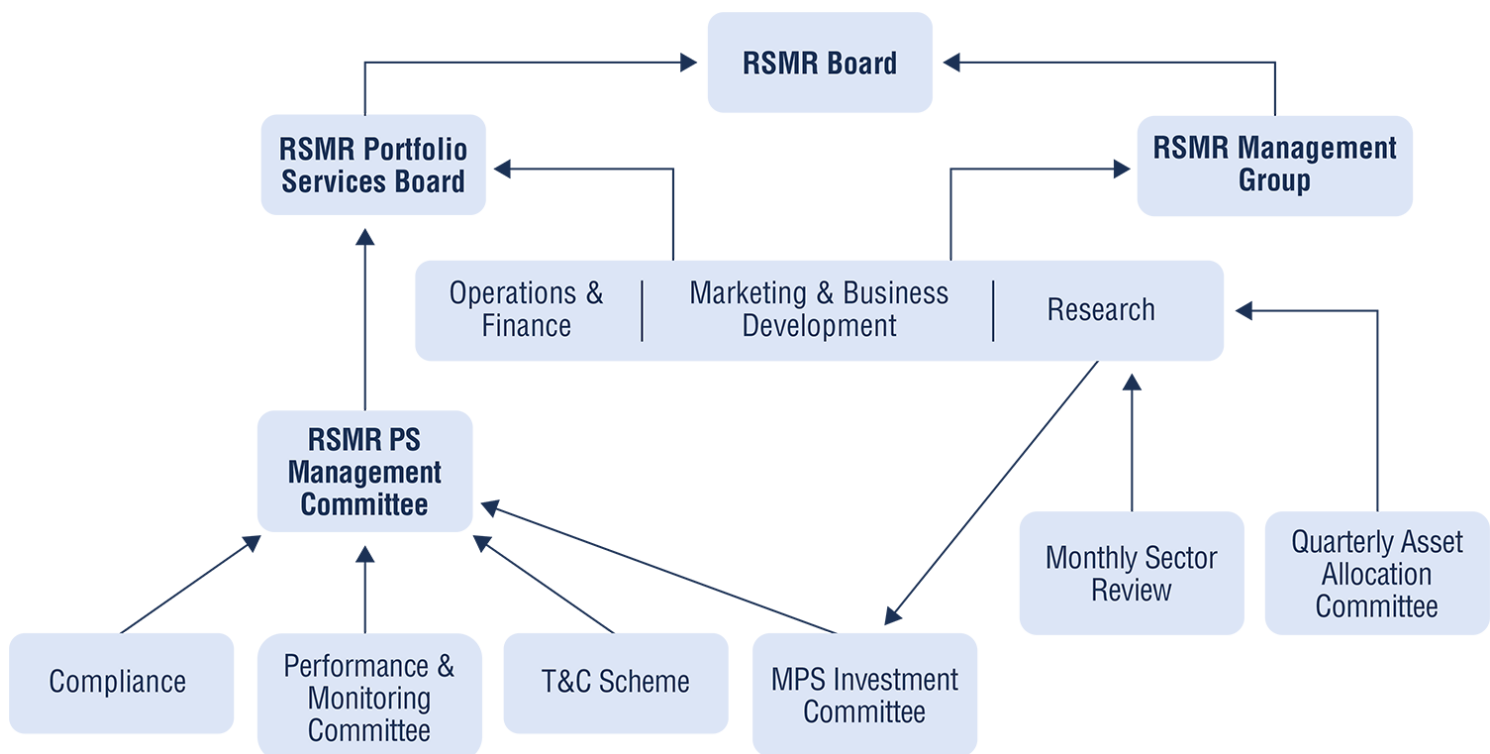 RSMR Board
RSMR Portfolio
Services Board
RSMR Management
Group
Operations &
Finance
Marketing & Business
Development
Research
RSMR PS
Management
Committee
Monthly Sector
Review
Quarterly Asset
Allocation
Committee
Compliance
Performance &
Monitoring
Committee
T&C Scheme
MPS Investment
Committee